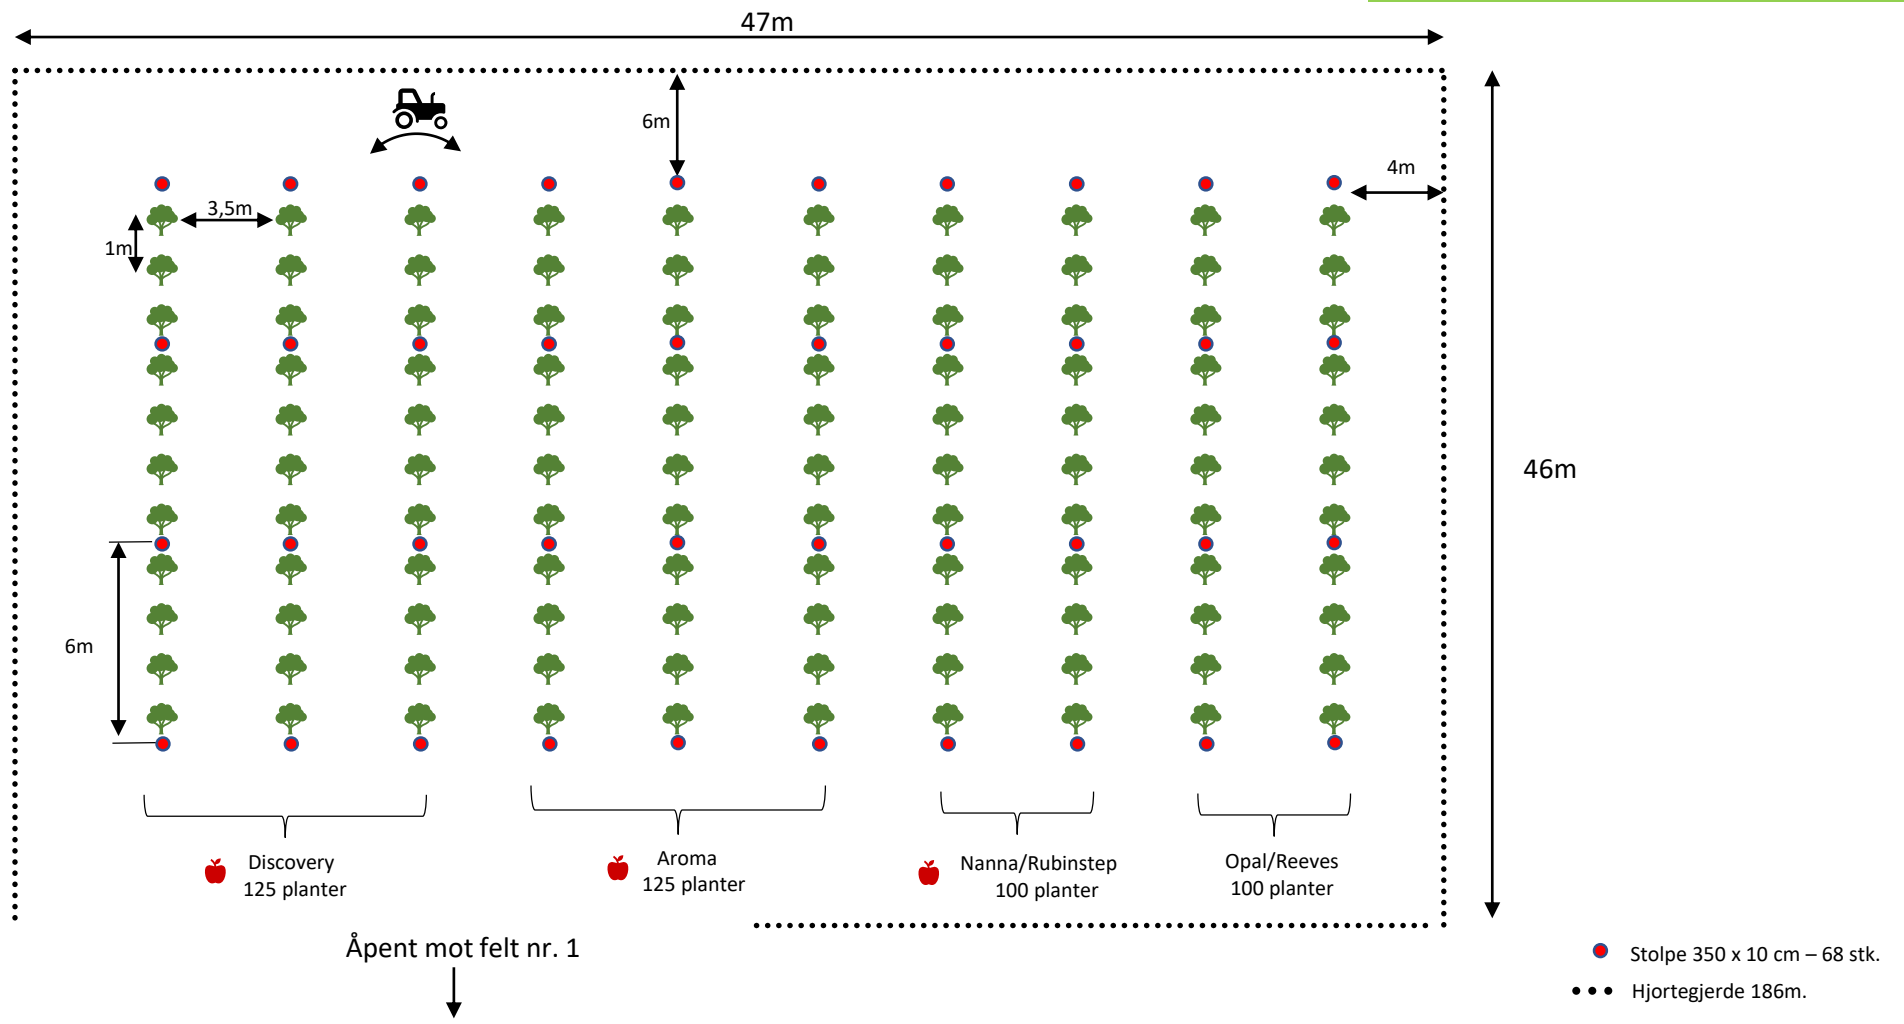 47m
6m
4m
3,5m
1m
46m
6m
Discovery
125 planter
Aroma
125 planter
Nanna/Rubinstep
100 planter
Opal/Reeves
100 planter
Åpent mot felt nr. 1
Stolpe 350 x 10 cm – 68 stk.
Hjortegjerde 186m.